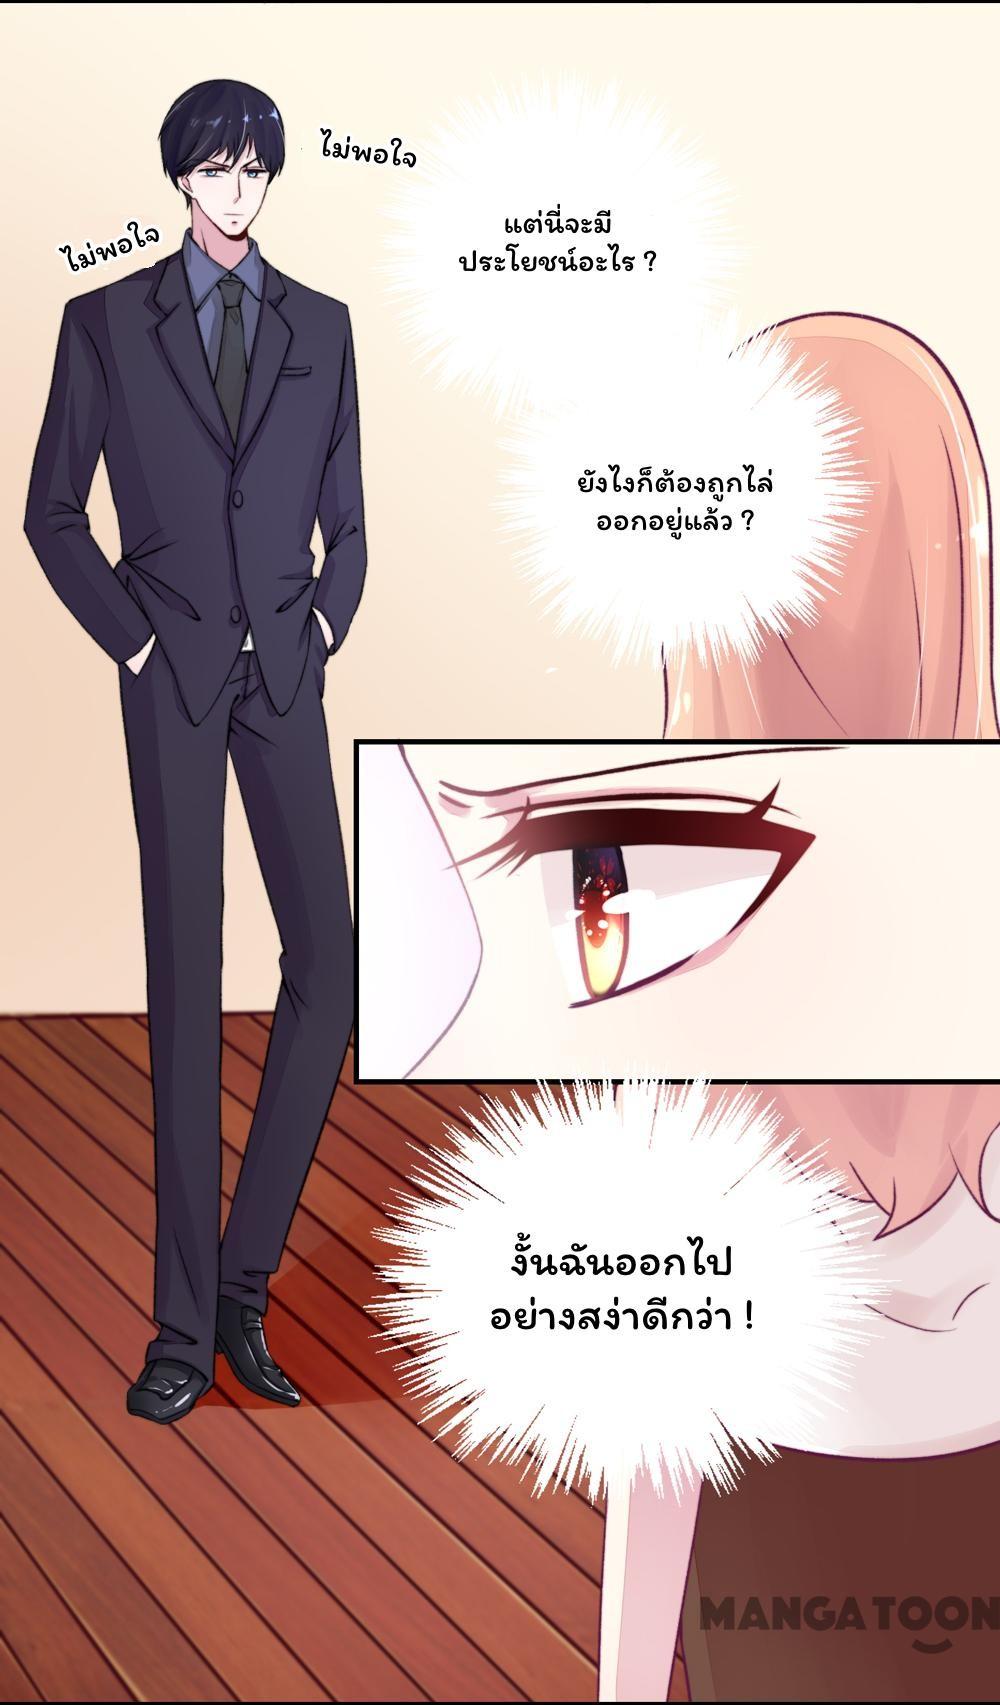 ไม่พอใจ
ไม่พอใจ
แต่นี่จะมี
ประโยชน์อะไร ?
ยังไงก็ต้องถูกไล่
ออกอยู่แล้ว ?
งั้นฉันออกไป
อย่างสง่าดีกว่า !
MANGATOON